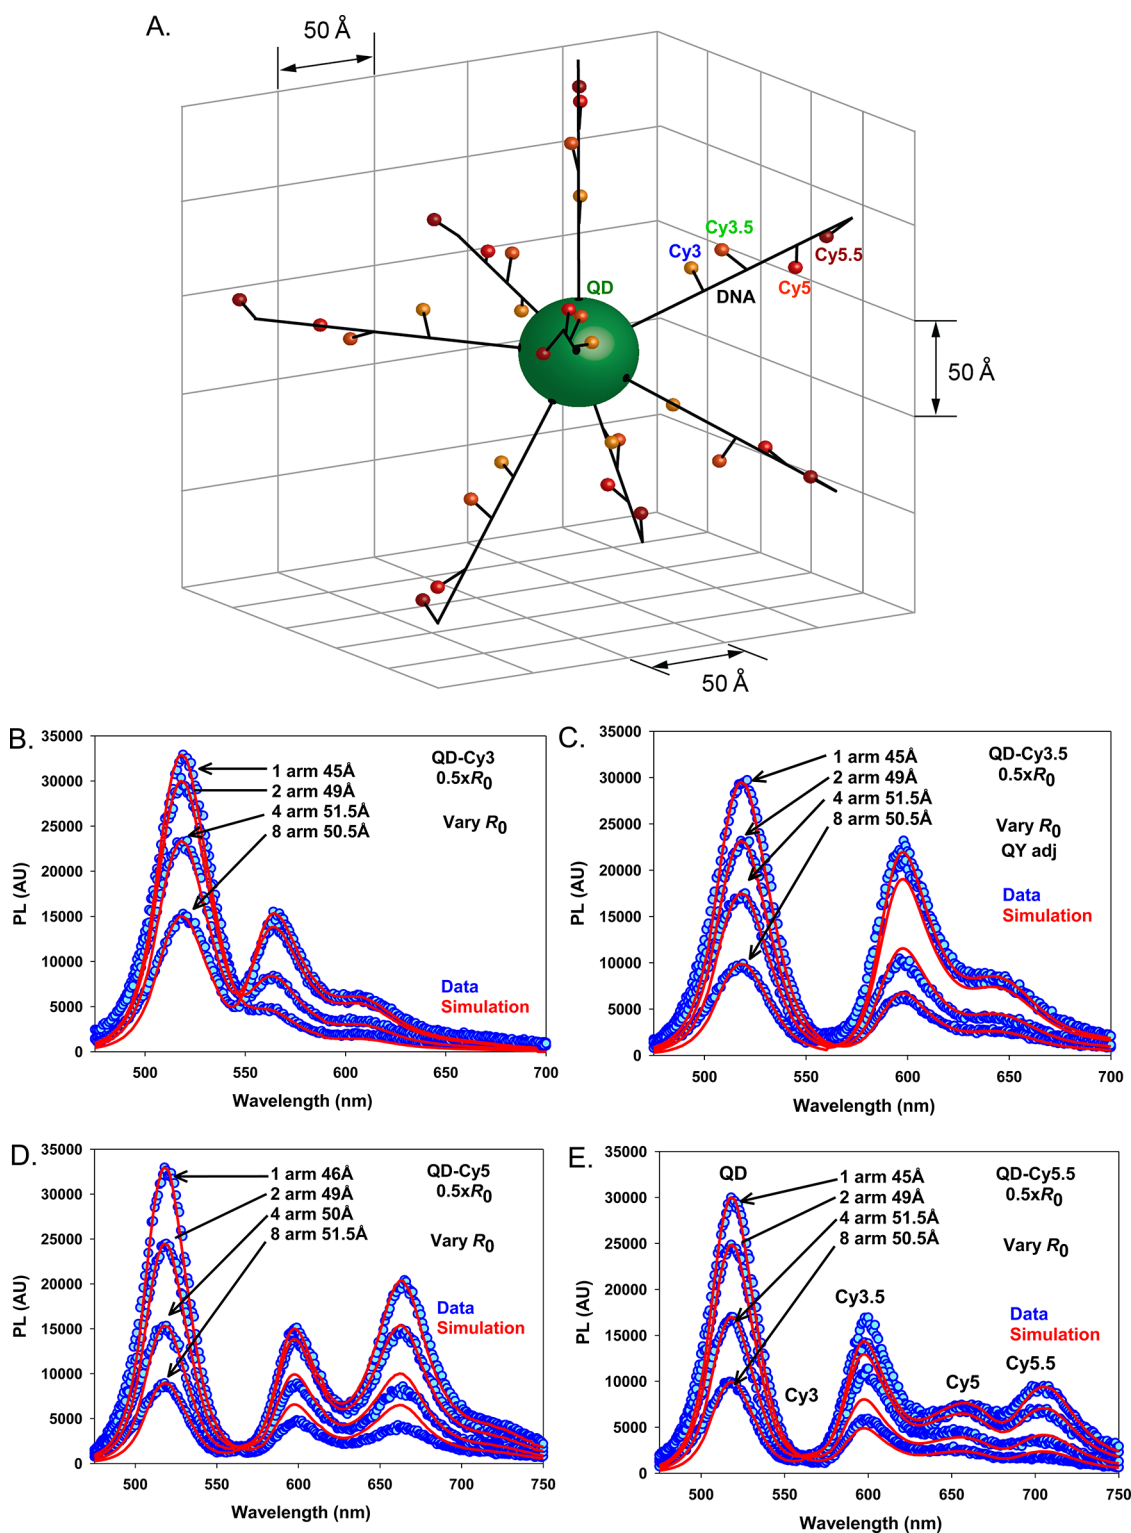 A.
50 Å
Cy3.5
Cy3
Cy5.5
Cy5
QD
DNA
50 Å
50 Å
B.
35000
30000
25000
20000
15000
10000
5000
0
PL (AU)
500
550
600
650
700
Wavelength (nm)
1 arm 45Å
2 arm 49Å
4 arm 51.5Å
8 arm 50.5Å
QD-Cy3
0.5xR0
Vary R0
Data
Simulation
C.
35000
30000
25000
20000
15000
10000
5000
0
PL (AU)
500
550
600
650
700
Wavelength (nm)
1 arm 45Å
2 arm 49Å
4 arm 51.5Å
8 arm 50.5Å
QD-Cy3.5
0.5xR0
Vary R0
QY adj
Data
Simulation
D.
35000
30000
25000
20000
15000
10000
5000
0
PL (AU)
500
550
600
650
700
750
Wavelength (nm)
1 arm 46Å
2 arm 49Å
4 arm 50Å
8 arm 51.5Å
QD-Cy5
0.5xR0
Vary R0
Data
Simulation
E.
35000
30000
25000
20000
15000
10000
5000
0
PL (AU)
500
550
600
650
700
750
Wavelength (nm)
QD
1 arm 45Å
2 arm 49Å
4 arm 51.5Å
8 arm 50.5Å
QD-Cy5.5
0.5xR0
Vary R0
Cy3.5
Data
Simulation
Cy3
Cy5
Cy5.5